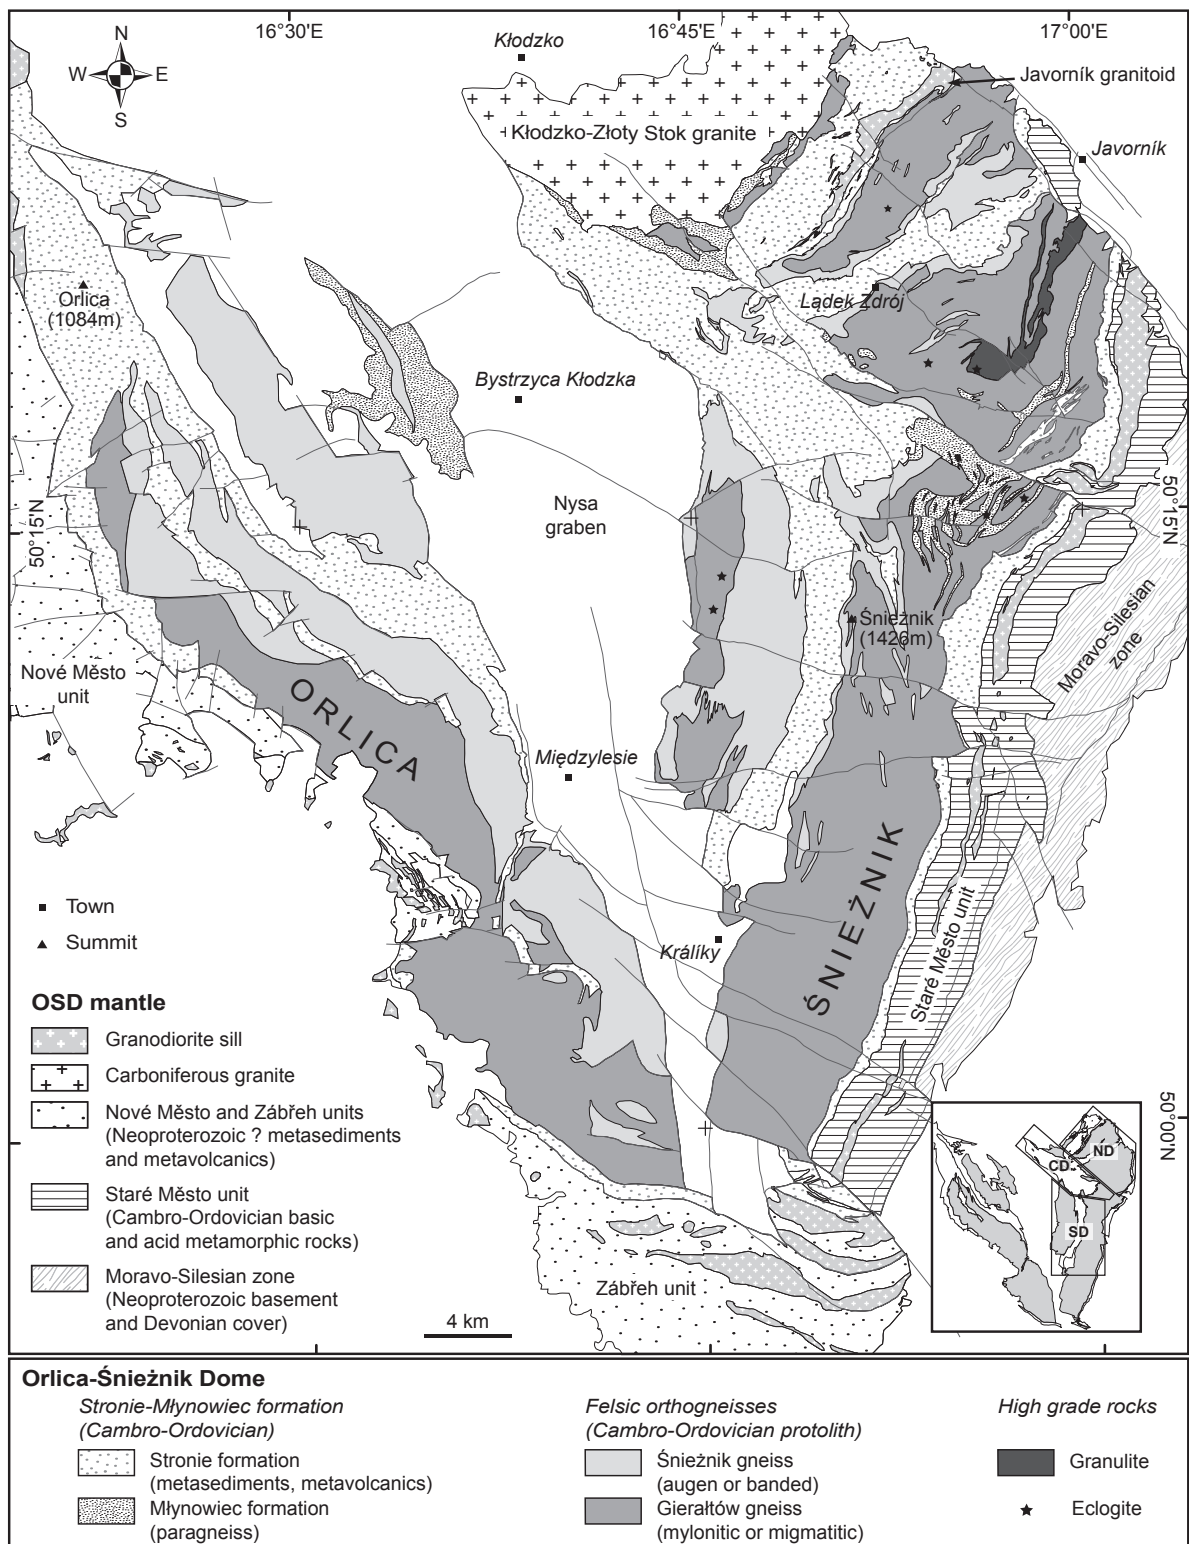 16°30'E
16°45'E
17°00'E
N
W
E
S
Kłodzko
Javorník granitoid
Kłodzko-Złoty Stok granite
Javorník
Orlica
(1084m)
Lądek Zdrój
Bystrzyca Kłodzka
50°15'N
Nysa
graben
50°15'N
Śnieżnik
(1426m)
Moravo-Silesian
zone
Nové Město
unit
ORLICA
Międzylesie
ŚNIEŻNIK
Králíky
Staré Město unit
50°00'N
Town
Summit
OSD mantle
Granodiorite sill
Carboniferous granite
Nové Město and Zábřeh units
(Neoproterozoic ? metasediments
and metavolcanics)
Staré Město unit
(Cambro-Ordovician basic
and acid metamorphic rocks)
Moravo-Silesian zone
(Neoproterozoic basement
and Devonian cover)
4 km
Zábřeh unit
ND
CD
SD
Orlica-Śnieżnik Dome
Stronie-Młynowiec formation
(Cambro-Ordovician)
Stronie formation
(metasediments, metavolcanics)
Młynowiec formation
(paragneiss)
Felsic orthogneisses
(Cambro-Ordovician protolith)
Śnieżnik gneiss
(augen or banded)
Gierałtów gneiss
(mylonitic or migmatitic)
High grade rocks
Granulite
Eclogite